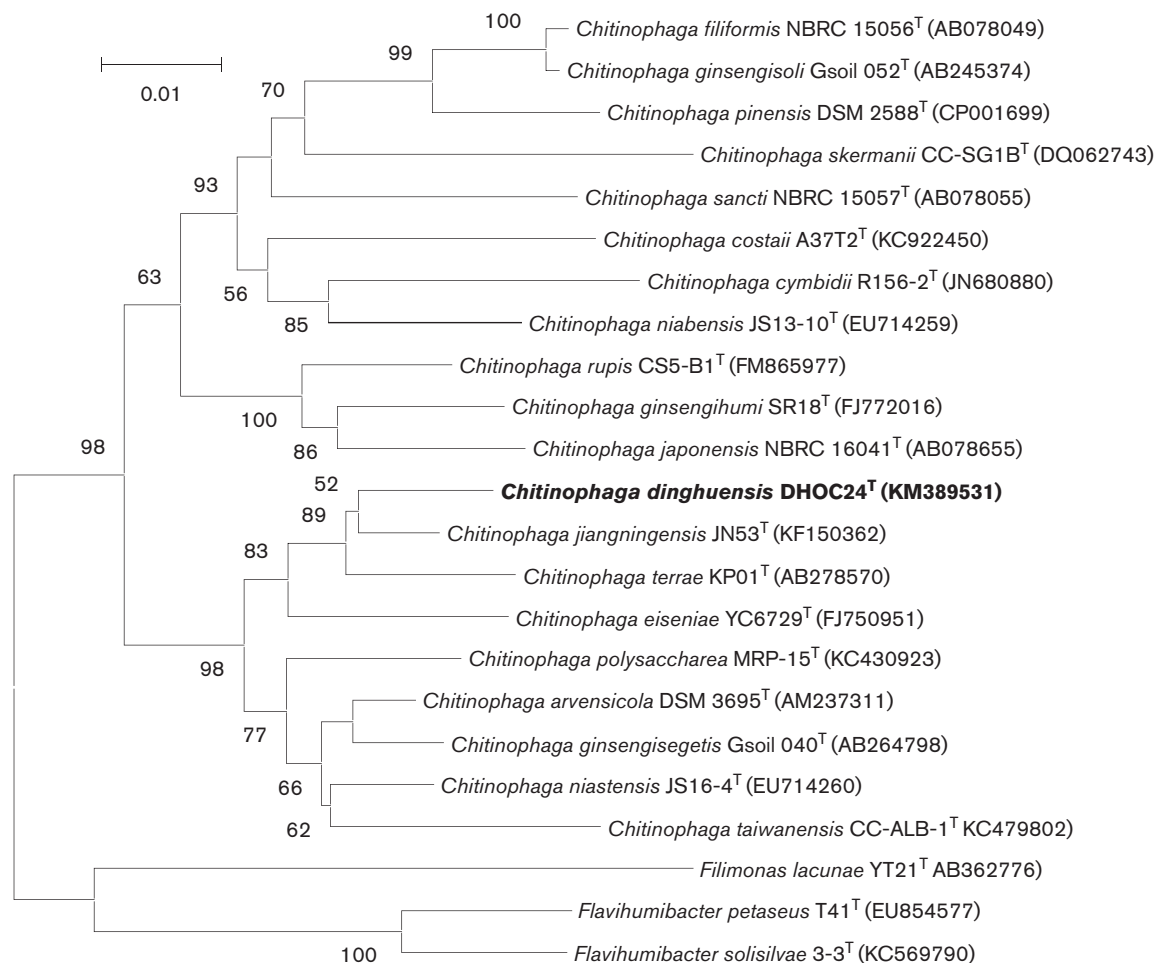 100
Chitinophaga filiformis NBRC 15056T (AB078049)
99
Chitinophaga ginsengisoli Gsoil 052T (AB245374)
0.01
70
Chitinophaga pinensis DSM 2588T (CP001699)
Chitinophaga skermanii CC-SG1BT (DQ062743)
93
Chitinophaga sancti NBRC 15057T (AB078055)
Chitinophaga costaii A37T2T (KC922450)
63
Chitinophaga cymbidii R156-2T (JN680880)
56
85
Chitinophaga niabensis JS13-10T (EU714259)
Chitinophaga rupis CS5-B1T (FM865977)
100
Chitinophaga ginsengihumi SR18T (FJ772016)
98
86
Chitinophaga japonensis NBRC 16041T (AB078655)
52
Chitinophaga dinghuensis DHOC24T (KM389531)
89
Chitinophaga jiangningensis JN53T (KF150362)
83
Chitinophaga terrae KP01T (AB278570)
Chitinophaga eiseniae YC6729T (FJ750951)
98
Chitinophaga polysaccharea MRP-15T (KC430923)
Chitinophaga arvensicola DSM 3695T (AM237311)
77
Chitinophaga ginsengisegetis Gsoil 040T (AB264798)
66
Chitinophaga niastensis JS16-4T (EU714260)
62
Chitinophaga taiwanensis CC-ALB-1T KC479802)
Filimonas lacunae YT21T AB362776)
Flavihumibacter petaseus T41T (EU854577)
100
Flavihumibacter solisilvae 3-3T (KC569790)